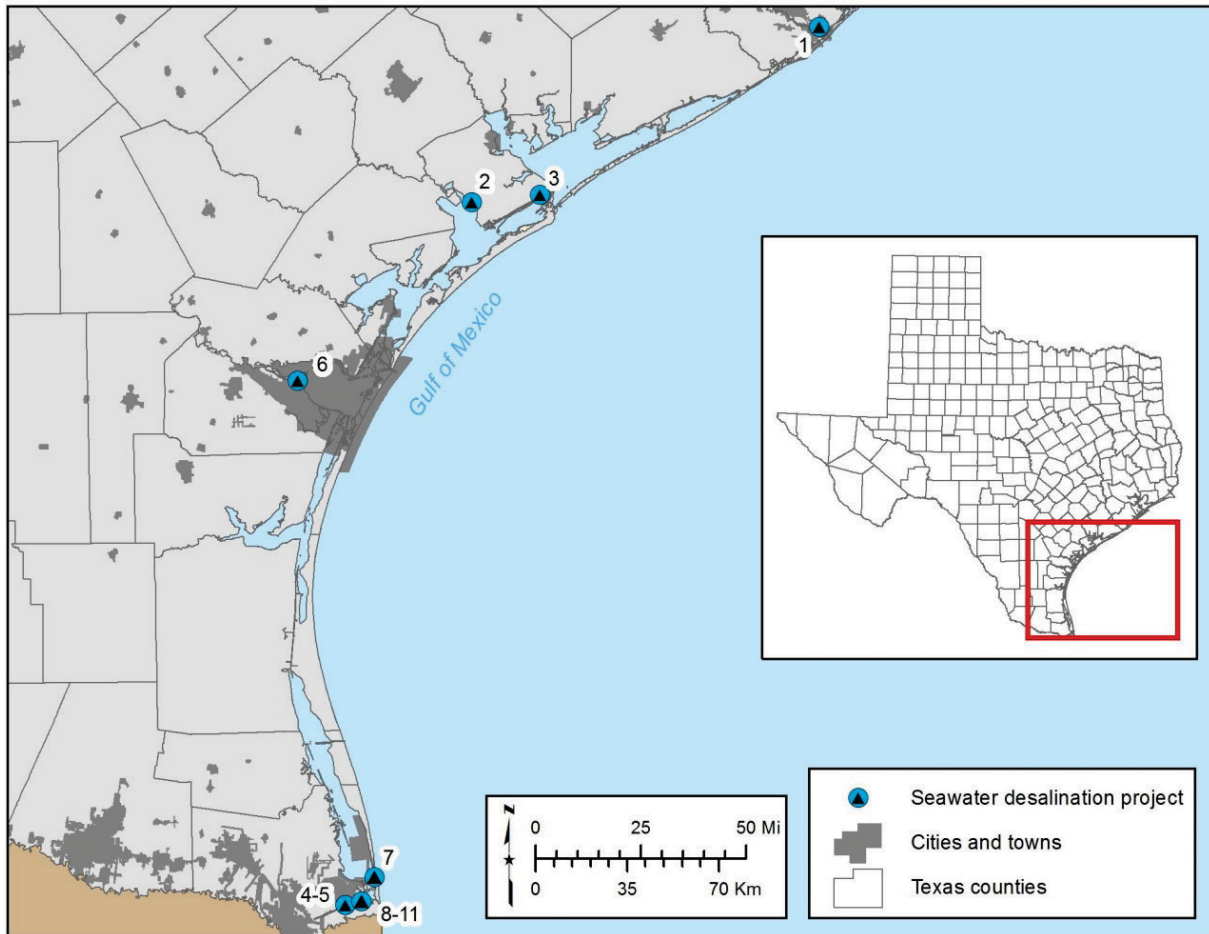 1
2
3
6
Gulf of Mexico
7
4-5
8-11
N
0 25 50 Mi
0 35 70 Km
Seawater desalination project
Cities and towns
Texas counties